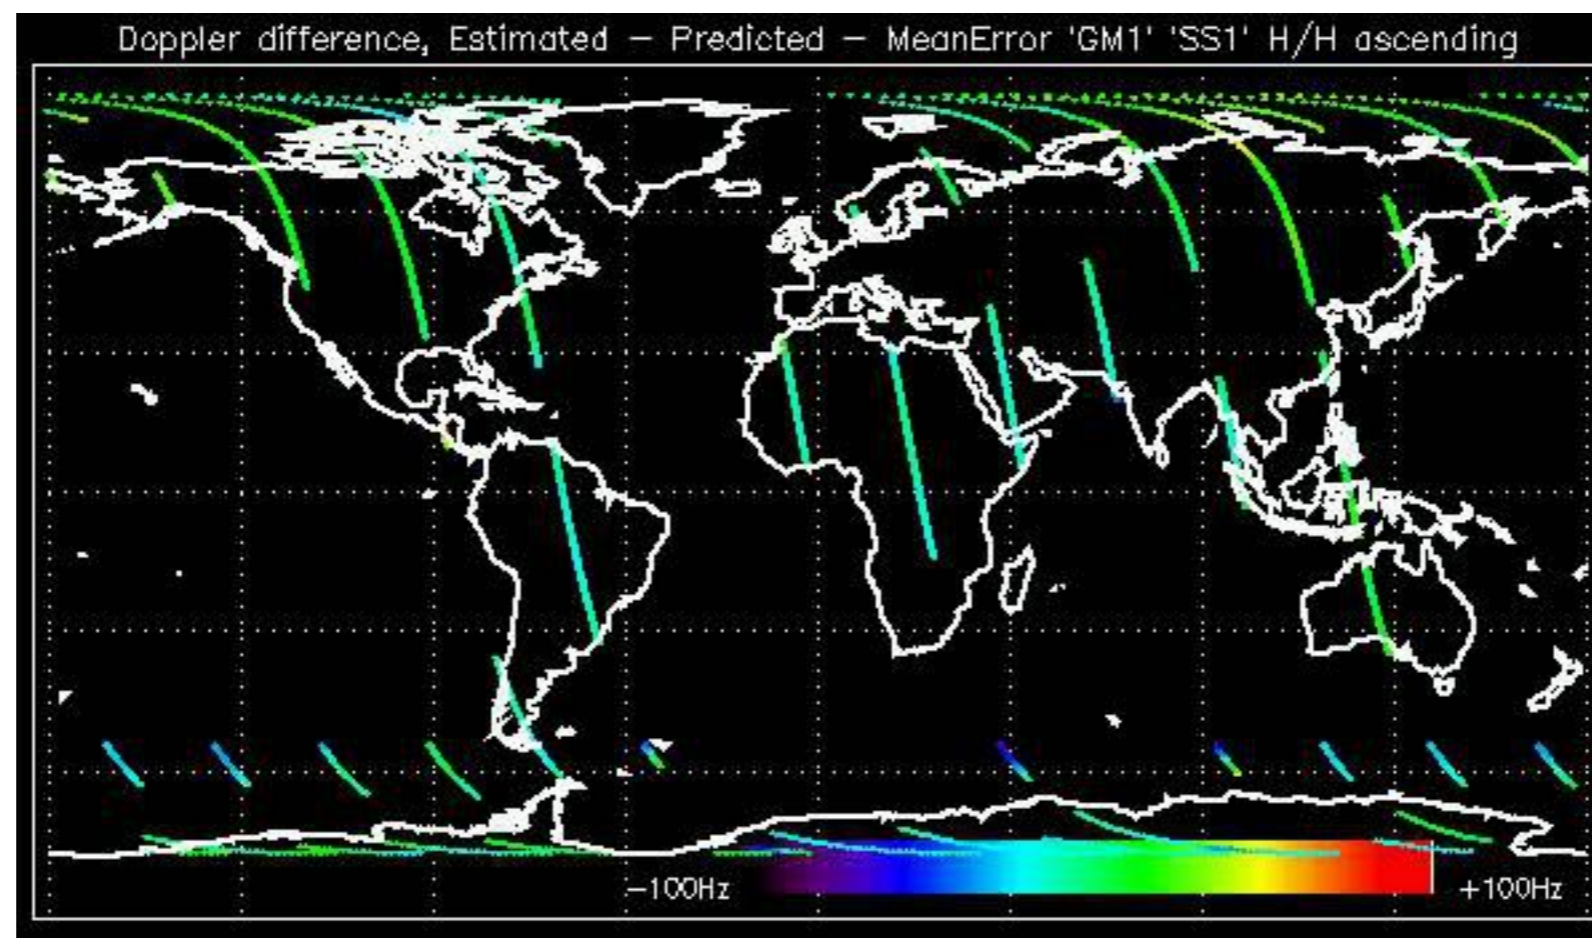 Doppler difference, Estimated – Predicted – MeanError 'GM1' 'SS1' H/H ascending
–100Hz
+100Hz